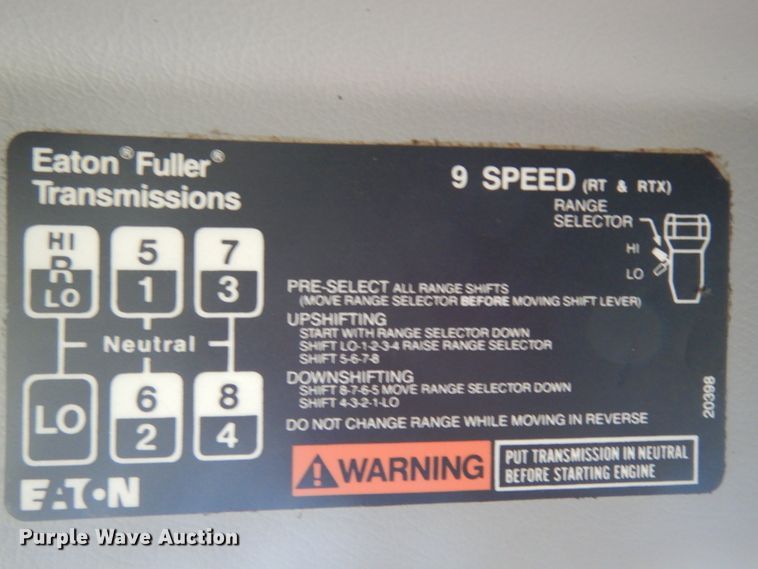 Eaton® Fuller®
Transmissions
9 SPEED (RT & RTX)
RANGE
SELECTOR
HI
LO
HI
R
LO
5
1
7
3
Neutral
LO
6
2
8
4
PRE-SELECT ALL RANGE SHIFTS
(MOVE RANGE SELECTOR BEFORE MOVING SHIFT LEVER)
UPSHIFTING
START WITH RANGE SELECTOR DOWN
SHIFT LO-1-2-3-4 RAISE RANGE SELECTOR
SHIFT 5-6-7-8
DOWNSHIFTING
SHIFT 8-7-6-5 MOVE RANGE SELECTOR DOWN
SHIFT 4-3-2-1-LO
DO NOT CHANGE RANGE WHILE MOVING IN REVERSE
20398
WARNING
PUT TRANSMISSION IN NEUTRAL
BEFORE STARTING ENGINE
EATON
Purple Wave Auction